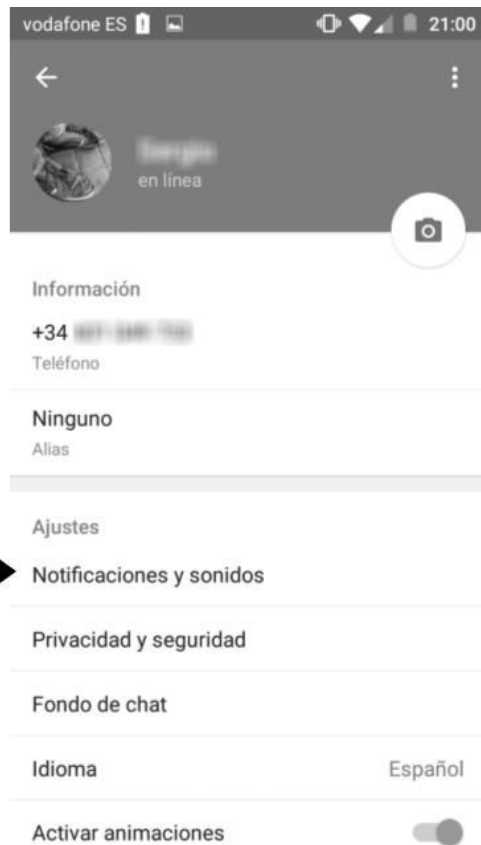 vodafone ES 21:00
en línea
Información
+34
Teléfono
Ninguno
Alias
Ajustes
Notificaciones y sonidos
Privacidad y seguridad
Fondo de chat
Idioma Español
Activar animaciones